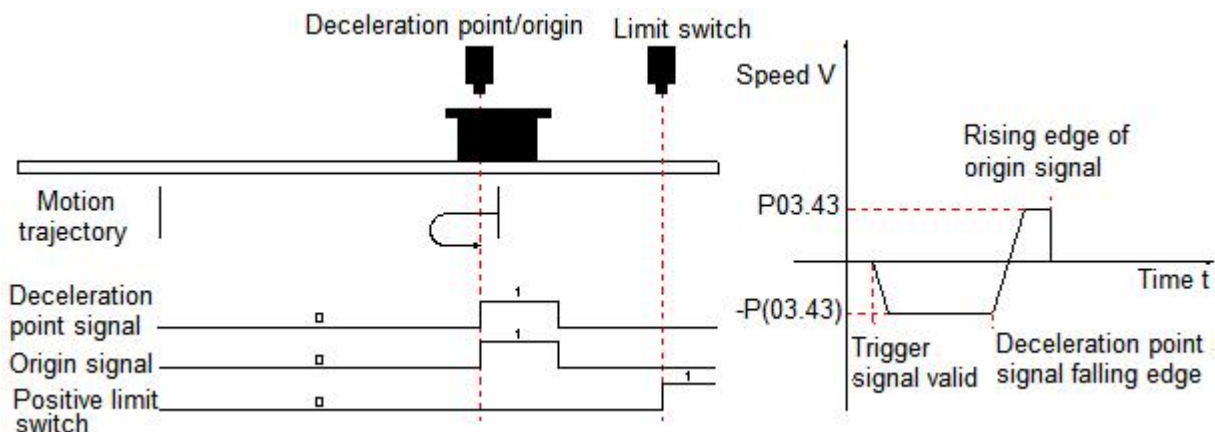 Deceleration point/origin
Limit switch
Motion
trajectory
Deceleration
point signal
0
1
Origin signal
0
1
Positive limit
switch
0
1
Speed V
Rising edge of
origin signal
P03.43
Time t
-P(03.43)
Trigger
signal valid
Deceleration point
signal falling edge